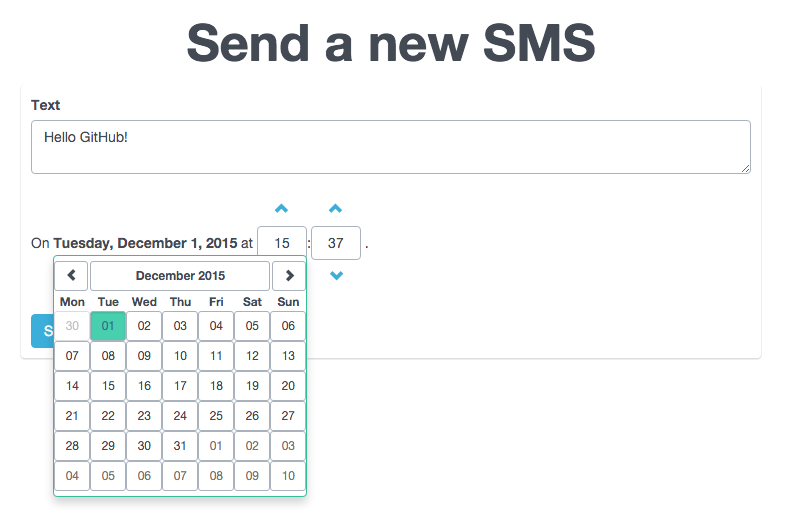 Send a new SMS
Text
Hello GitHub!
On Tuesday, December 1, 2015 at 15 : 37 .
December 2015
Mon Tue Wed Thu Fri Sat Sun
30 01 02 03 04 05 06
07 08 09 10 11 12 13
14 15 16 17 18 19 20
21 22 23 24 25 26 27
28 29 30 31 01 02 03
04 05 06 07 08 09 10